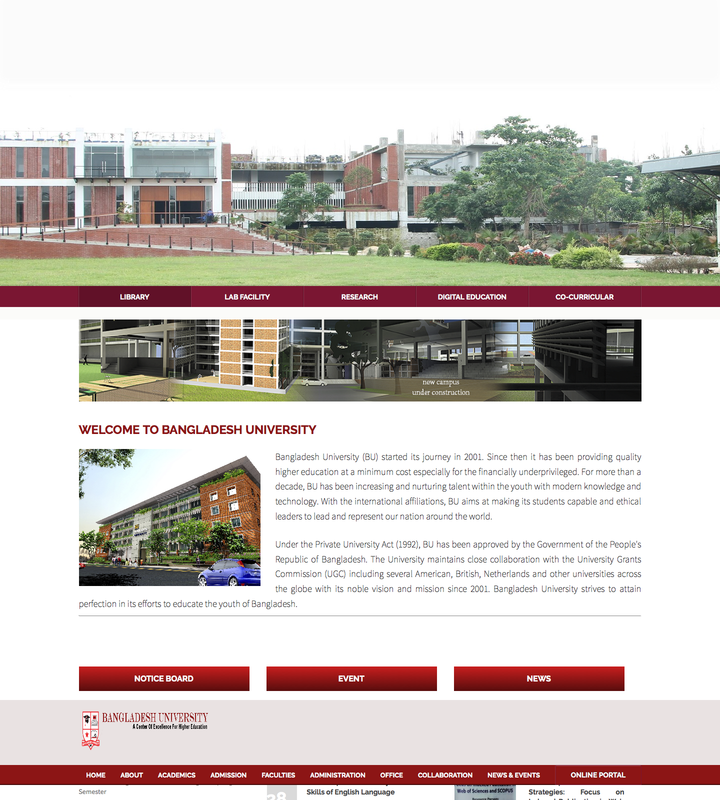 LIBRARY
LAB FACILITY
RESEARCH
DIGITAL EDUCATION
CO-CURRICULAR
new campus
under construction
WELCOME TO BANGLADESH UNIVERSITY
Bangladesh University (BU) started its journey in 2001. Since then it has been providing quality
higher education at a minimum cost especially for the financially underprivileged. For more than a
decade, BU has been increasing and nurturing talent within the youth with modern knowledge and
technology. With the international affiliations, BU aims at making its students capable and ethical
leaders to lead and represent our nation around the world.
Under the Private University Act (1992), BU has been approved by the Government of the People's
Republic of Bangladesh. The University maintains close collaboration with the University Grants
Commission (UGC) including several American, British, Netherlands and other universities across
the globe with its noble vision and mission since 2001. Bangladesh University strives to attain
perfection in its efforts to educate the youth of Bangladesh.
NOTICE BOARD
EVENT
NEWS
BANGLADESH UNIVERSITY
A Center Of Excellence For Higher Education
HOME
ABOUT
ACADEMICS
ADMISSION
FACULTIES
ADMINISTRATION
OFFICE
COLLABORATION
NEWS & EVENTS
ONLINE PORTAL
Semester
28
Skills of English Language
Web of Sciences and SCOPUS
Strategies: Focus on